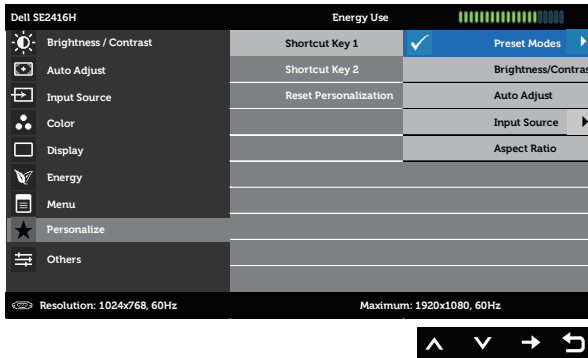 Dell SE2416H Energy Use
Brightness / Contrast Shortcut Key 1 Preset Modes
Auto Adjust Shortcut Key 2 Brightness/Contras
Input Source Reset Personalization Auto Adjust
Color Input Source
Display Aspect Ratio
Energy
Menu
Personalize
Others
Resolution: 1024x768, 60Hz Maximum: 1920x1080, 60Hz